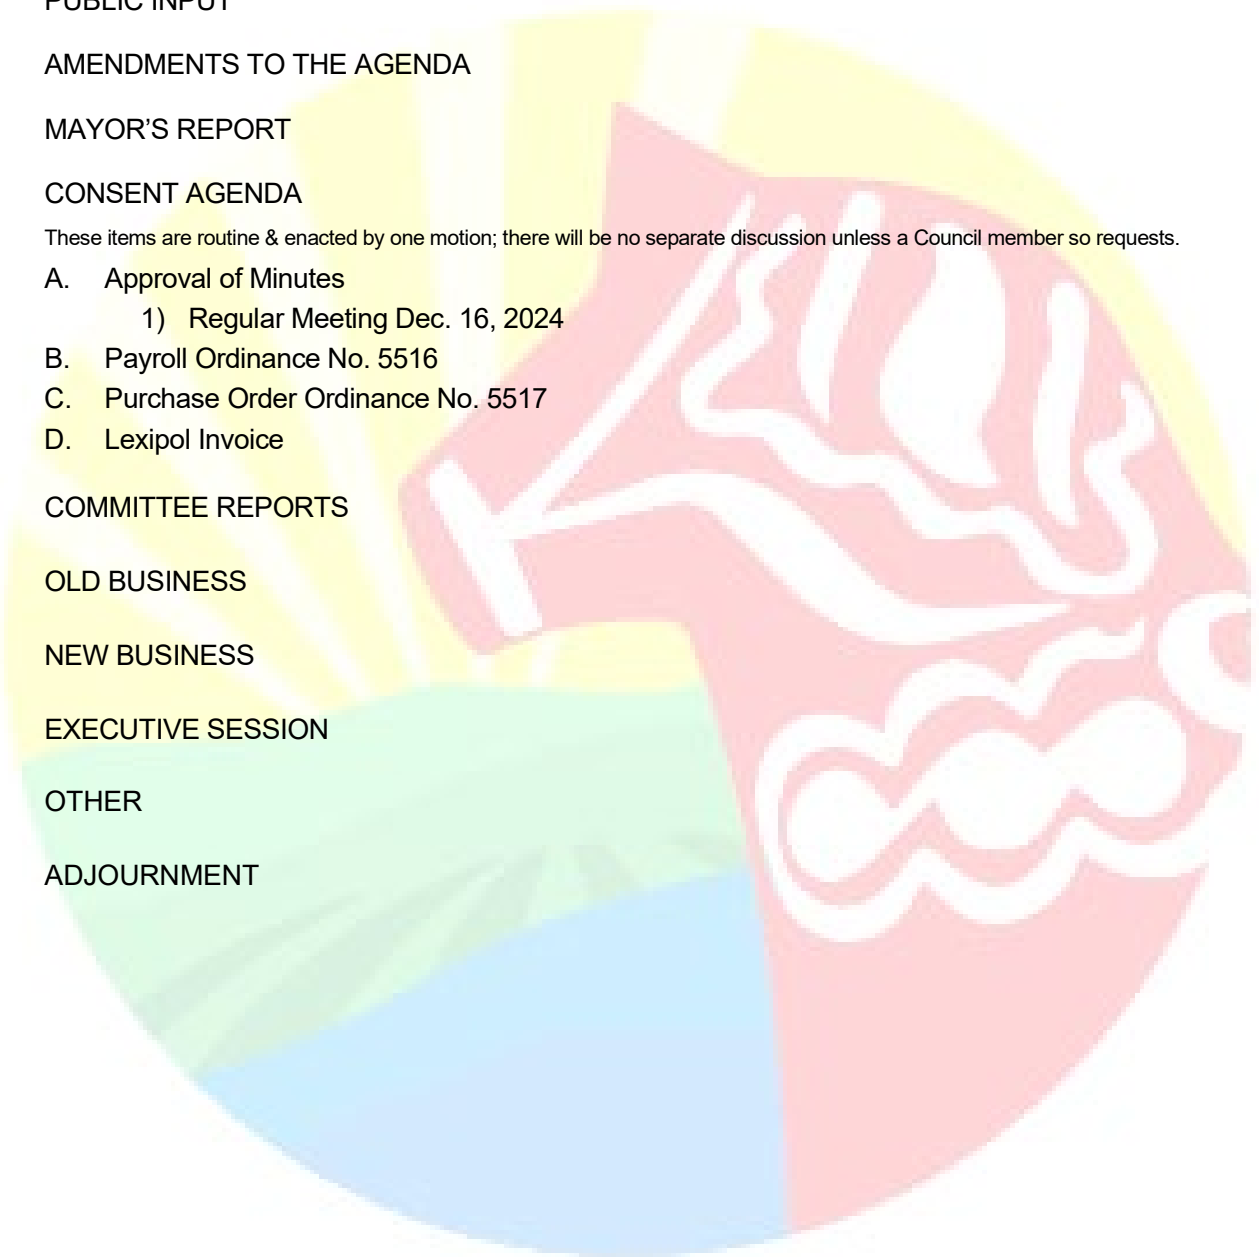 PUBLIC INPUT
AMENDMENTS TO THE AGENDA
MAYOR’S REPORT
CONSENT AGENDA
These items are routine & enacted by one motion; there will be no separate discussion unless a Council member so requests.
A. Approval of Minutes
1) Regular Meeting Dec. 16, 2024
B. Payroll Ordinance No. 5516
C. Purchase Order Ordinance No. 5517
D. Lexipol Invoice
COMMITTEE REPORTS
OLD BUSINESS
NEW BUSINESS
EXECUTIVE SESSION
OTHER
ADJOURNMENT